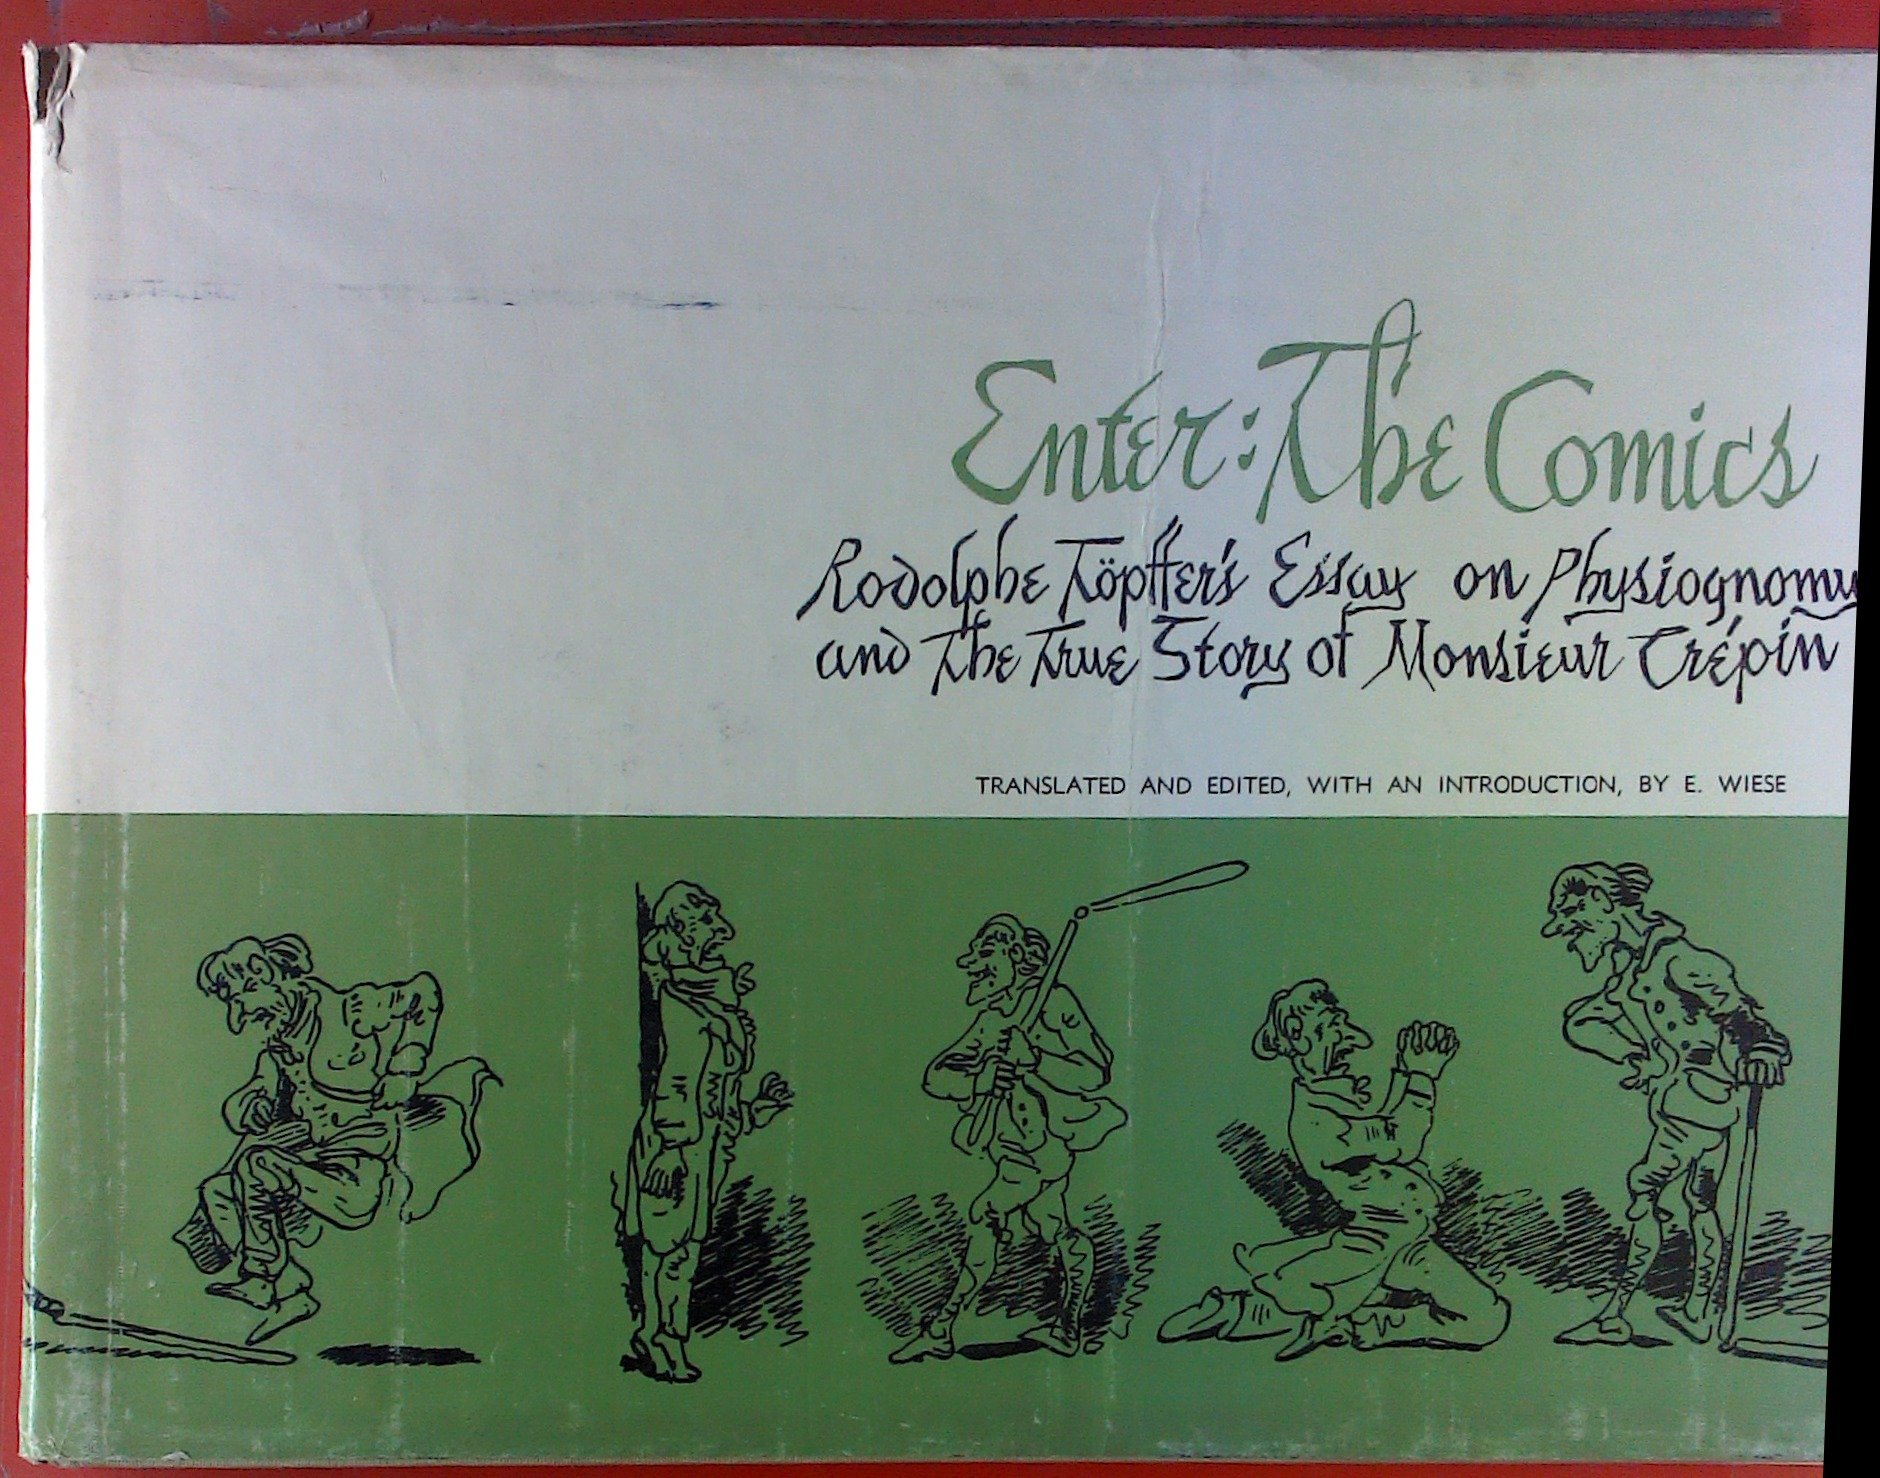 Enter: The Comics
Rodolphe Töpffer's Essay on Physiognomy
and The True Story of Monsieur Crépin
TRANSLATED AND EDITED, WITH AN INTRODUCTION, BY E. WIESE